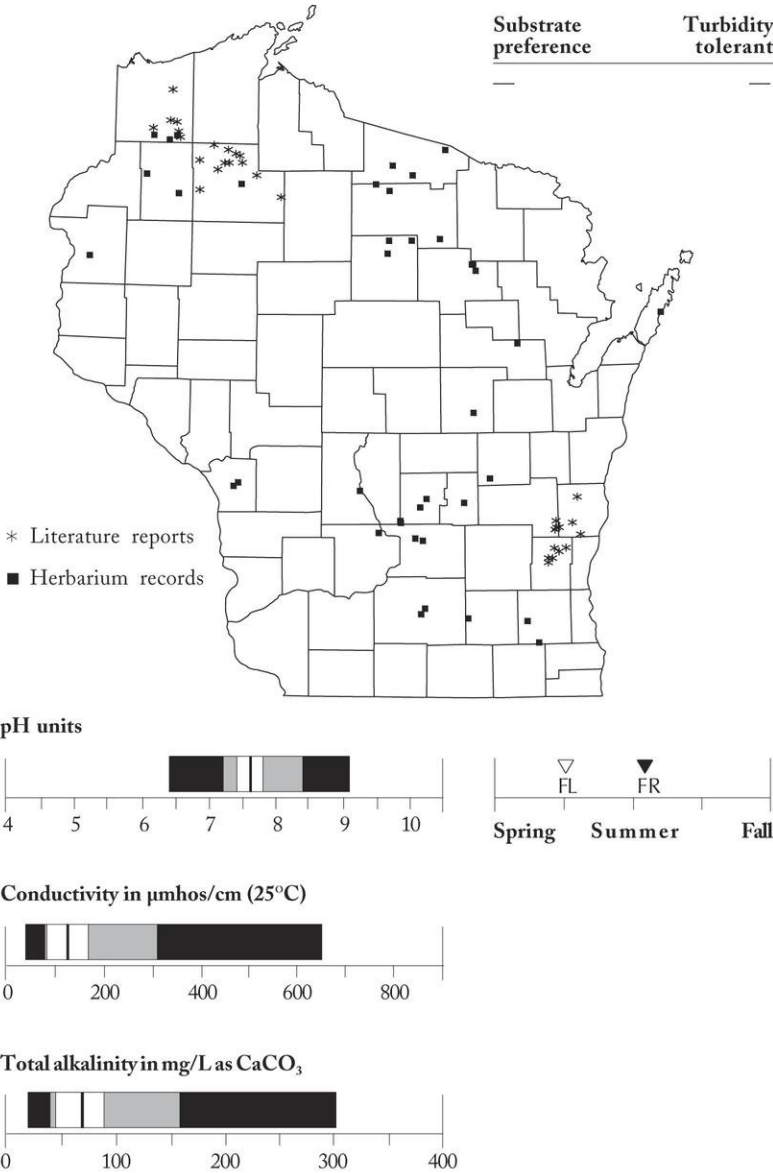 Substrate Turbidity
preference tolerant
— —
* Literature reports
■ Herbarium records
pH units
4 5 6 7 8 9 10
FL FR
Spring Summer Fall
Conductivity in µmhos/cm (25°C)
0 200 400 600 800
Total alkalinity in mg/L as CaCO₃
0 100 200 300 400